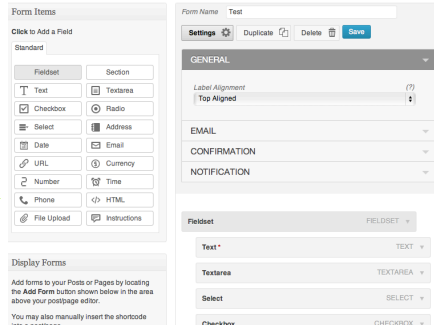 Form Items
Click to Add a Field
Standard
Fieldset
Section
Text
Textarea
Checkbox
Radio
Select
Address
Date
Email
URL
Currency
Number
Time
Phone
HTML
File Upload
Instructions
Display Forms
Add forms to your Posts or Pages by locating
the Add Form button shown below in the area
above your post/page editor.
You may also manually insert the shortcode
Form Name Test
Settings Duplicate Delete Save
GENERAL
Label Alignment (?)
Top Aligned
EMAIL
CONFIRMATION
NOTIFICATION
Fieldset FIELDSET
Text * TEXT
Textarea TEXTAREA
Select SELECT
Checkbox CHECKBOX